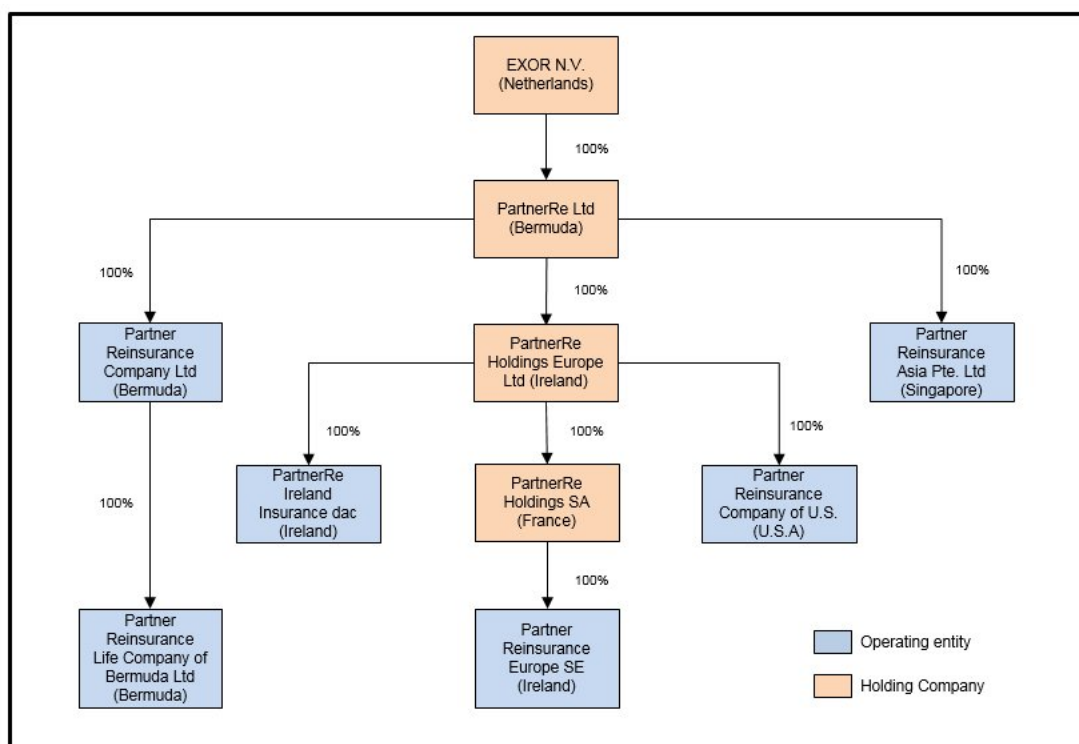 EXOR N.V.
(Netherlands)
100%
PartnerRe Ltd
(Bermuda)
100%
100%
100%
Partner
Reinsurance
Company Ltd
(Bermuda)
PartnerRe
Holdings Europe
Ltd (Ireland)
Partner
Reinsurance
Asia Pte. Ltd
(Singapore)
100%
100%
100%
100%
PartnerRe
Ireland
Insurance dac
(Ireland)
PartnerRe
Holdings SA
(France)
Partner
Reinsurance
Company of U.S.
(U.S.A)
100%
Partner
Reinsurance
Life Company of
Bermuda Ltd
(Bermuda)
Partner
Reinsurance
Europe SE
(Ireland)
Operating entity
Holding Company